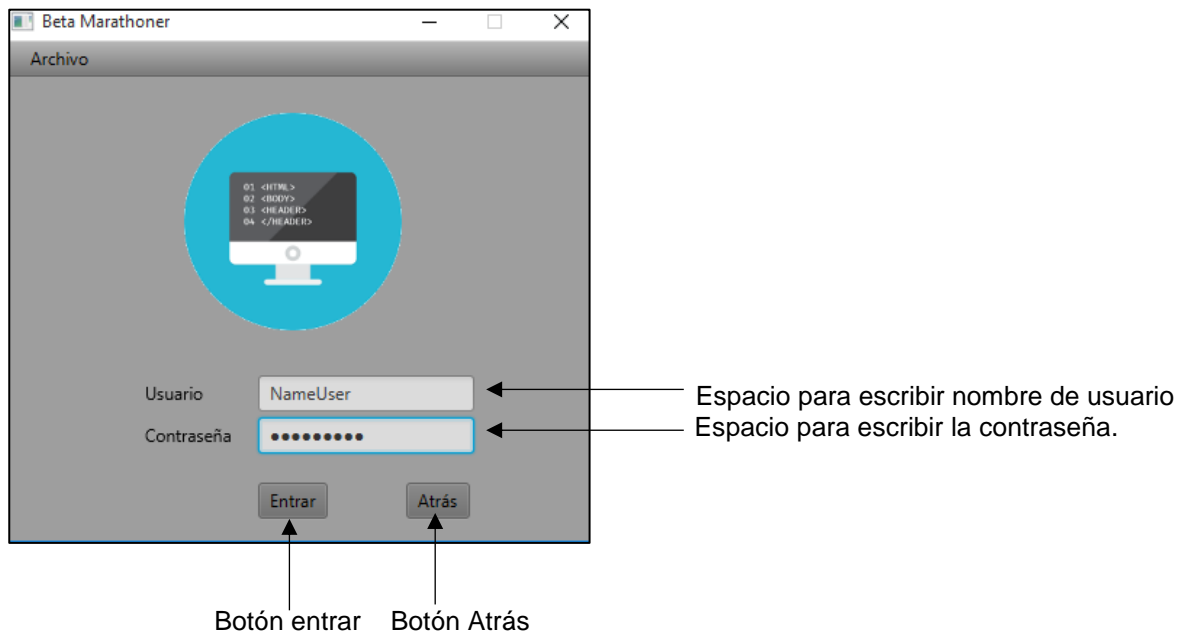 Beta Marathoner
Archivo
01 <HTML>
02 <BODY>
03 <HEADER>
04 </HEADER>
Usuario NameUser
Espacio para escribir nombre de usuario
Contraseña •••••••••
Espacio para escribir la contraseña.
Entrar Atrás
Botón entrar Botón Atrás